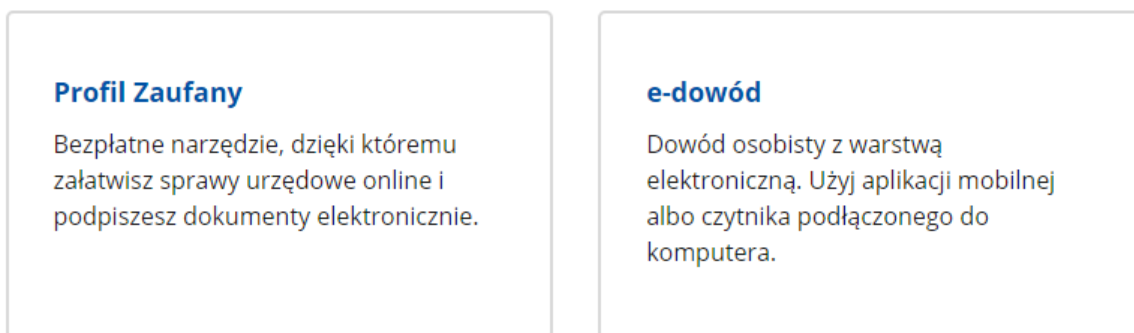 Profil Zaufany
Bezpłatne narzędzie, dzięki któremu
załatwisz sprawy urzędowe online i
podpiszesz dokumenty elektronicznie.
e-dowód
Dowód osobisty z warstwą
elektroniczną. Użyj aplikacji mobilnej
albo czytnika podłączonego do
komputera.